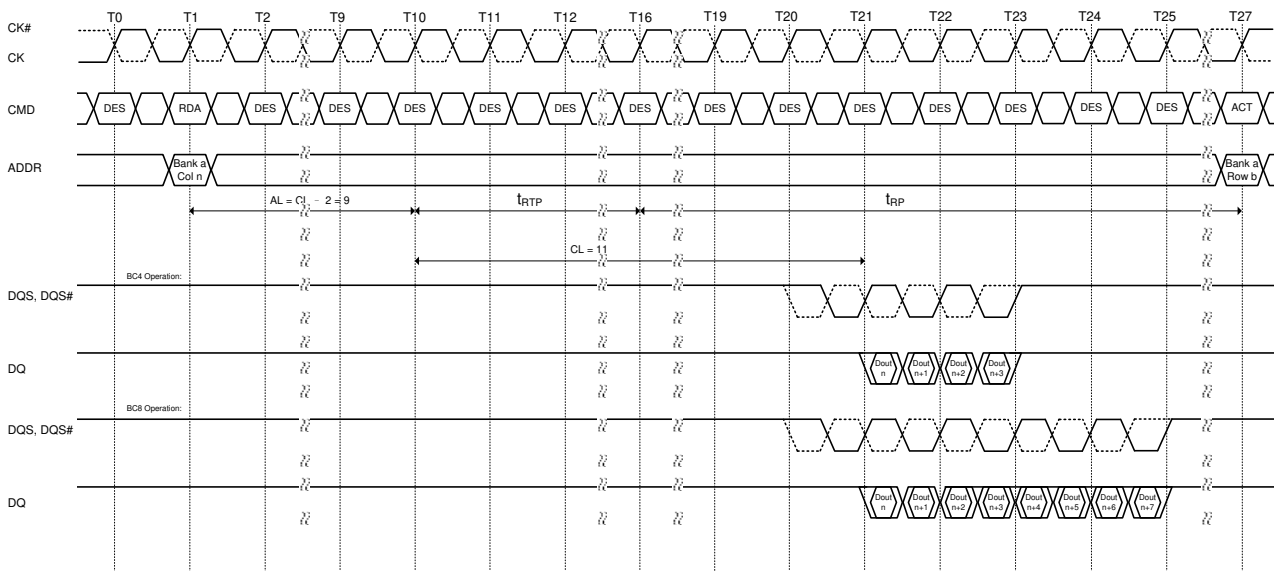 T0 T1 T2 T9 T10 T11 T12 T16 T19 T20 T21 T22 T23 T24 T25 T27
CK#
CK
CMD DES RDA DES DES DES DES DES DES DES DES DES DES DES DES DES ACT
ADDR Bank a Bank a
Col n Row b
AL = CL - 2 = 9 tRTP tRP
CL = 11
BC4 Operation:
DQS, DQS#
DQ Dout Dout Dout Dout
n n+1 n+2 n+3
BC8 Operation:
DQS, DQS#
DQ Dout Dout Dout Dout Dout Dout Dout Dout
n n+1 n+2 n+3 n+4 n+5 n+6 n+7